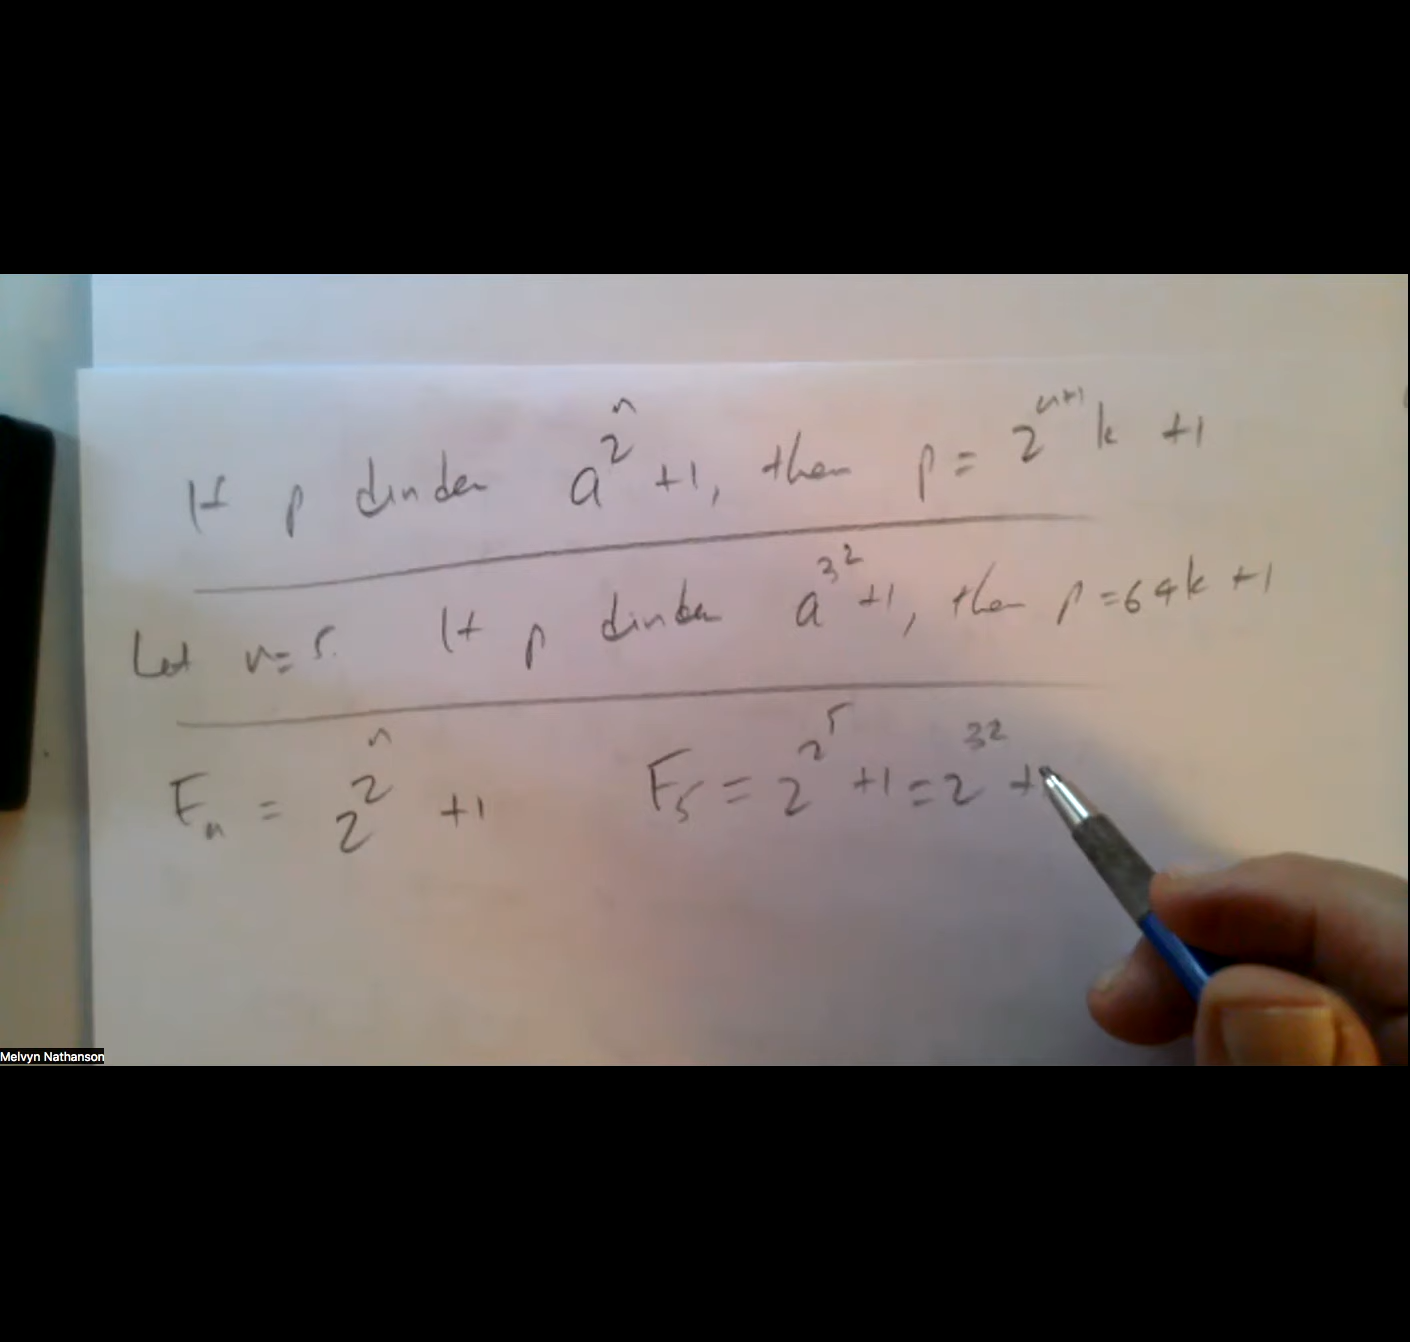 If p divides a^{2^n} +1, then p = 2^{n+1} k +1
Let n=5. If p divides a^{32} +1, then p =64k +1
F_n = 2^{2^n} +1 F_5 = 2^{2^5} +1 = 2^{32} +1
Melvyn Nathanson